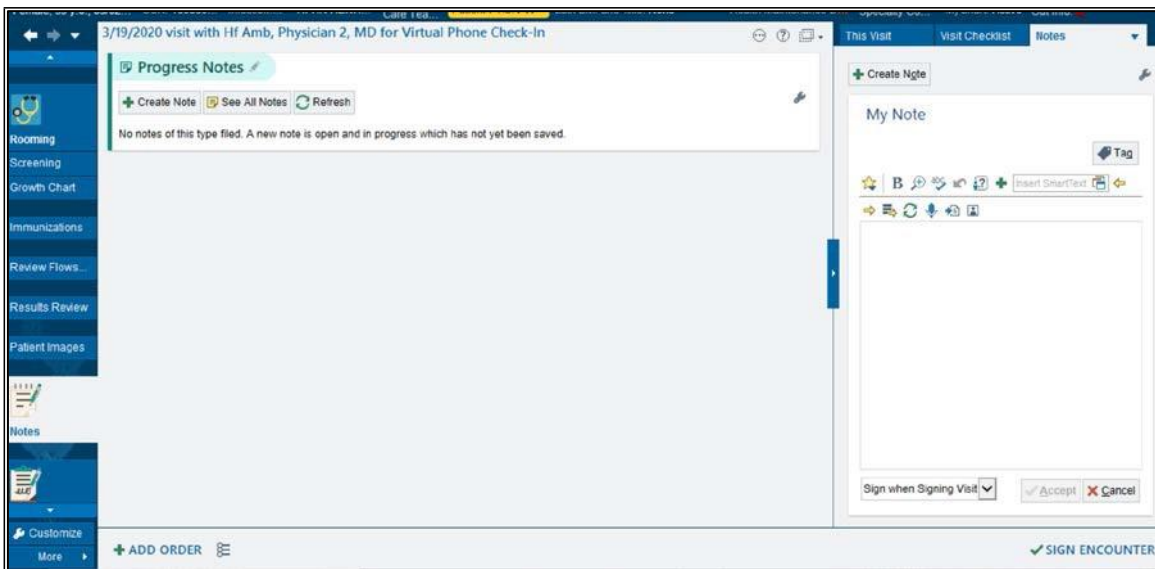 Care Tea...
3/19/2020 visit with Hf Amb, Physician 2, MD for Virtual Phone Check-In
Progress Notes
Create Note See All Notes Refresh
No notes of this type filed. A new note is open and in progress which has not yet been saved.
Rooming
Screening
Growth Chart
Immunizations
Review Flows...
Results Review
Patient Images
Notes
Customize
More
ADD ORDER
This Visit Visit Checklist Notes
Create Note
My Note
Tag
B
Insert SmartText
Sign when Signing Visit Accept Cancel
SIGN ENCOUNTER